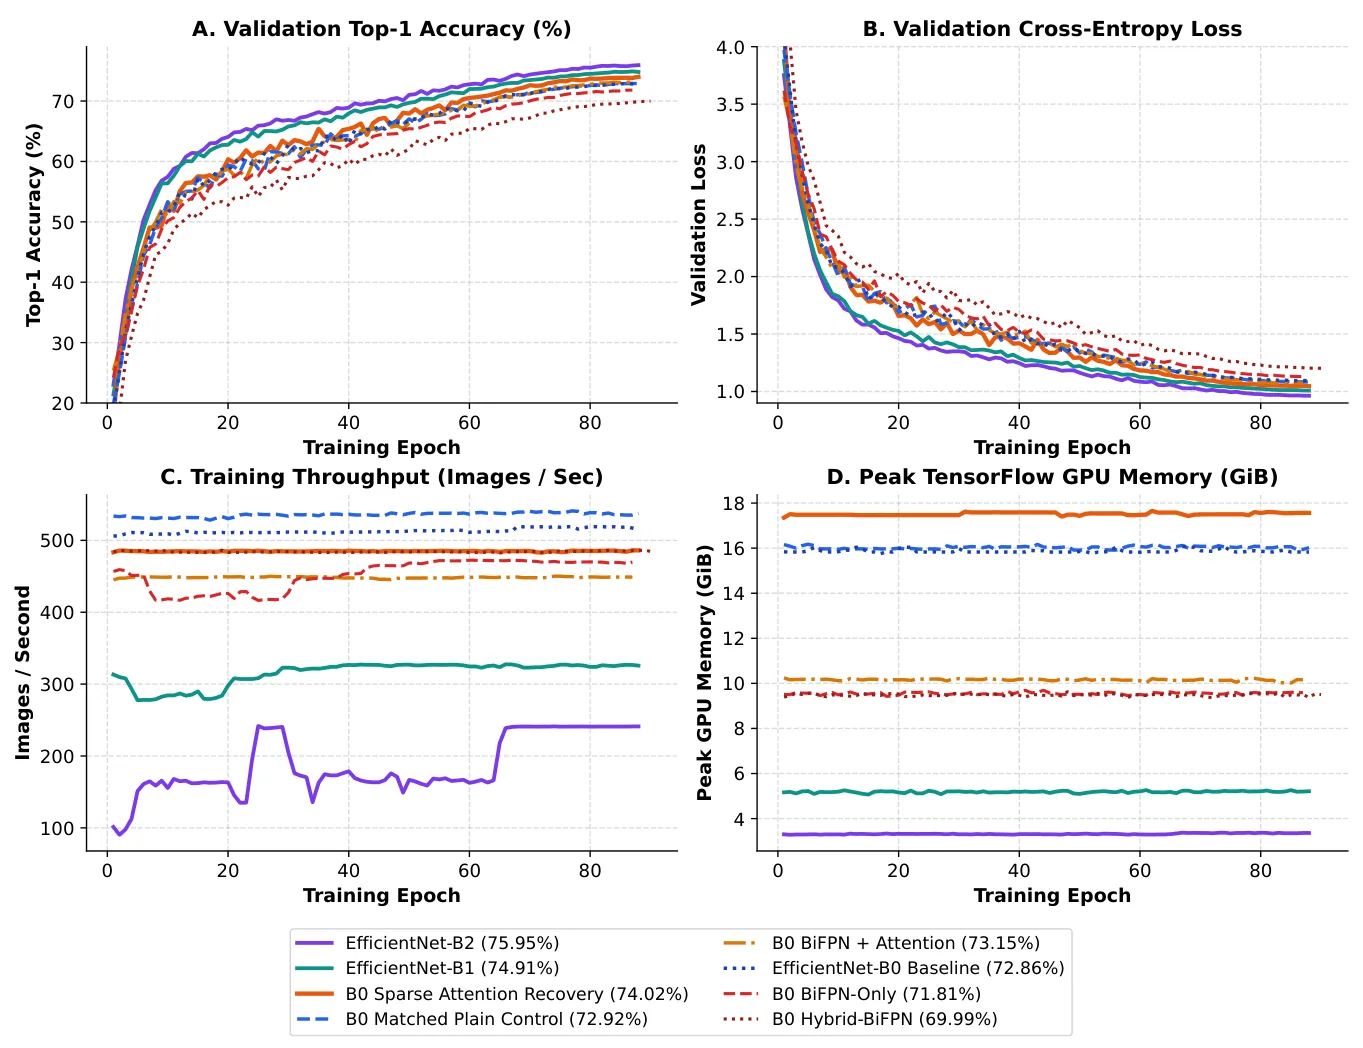 A. Validation Top-1 Accuracy (%)
Top-1 Accuracy (%)
70
60
50
40
30
20
0 20 40 60 80
Training Epoch
B. Validation Cross-Entropy Loss
Validation Loss
4.0
3.5
3.0
2.5
2.0
1.5
1.0
0 20 40 60 80
Training Epoch
C. Training Throughput (Images / Sec)
Images / Second
500
400
300
200
100
0 20 40 60 80
Training Epoch
D. Peak TensorFlow GPU Memory (GiB)
Peak GPU Memory (GiB)
18
16
14
12
10
8
6
4
0 20 40 60 80
Training Epoch
EfficientNet-B2 (75.95%)
EfficientNet-B1 (74.91%)
B0 Sparse Attention Recovery (74.02%)
B0 Matched Plain Control (72.92%)
B0 BiFPN + Attention (73.15%)
EfficientNet-B0 Baseline (72.86%)
B0 BiFPN-Only (71.81%)
B0 Hybrid-BiFPN (69.99%)